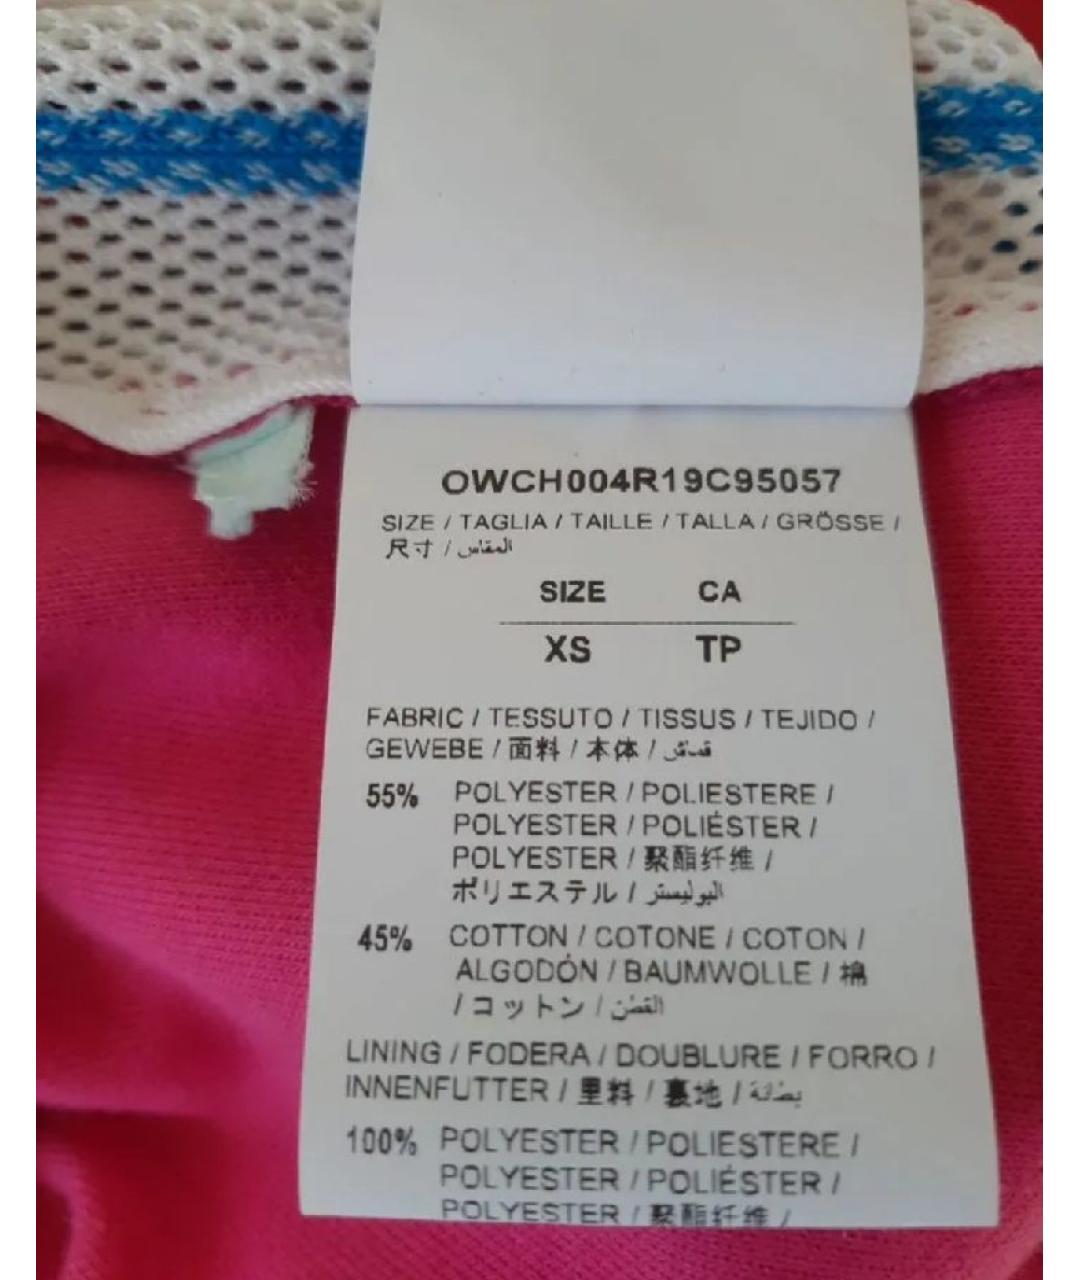 OWCH004R19C95057
SIZE / TAGLIA / TAILLE / TALLA / GRÖSSE /
尺寸 / المقاس
SIZE CA
XS TP
FABRIC / TESSUTO / TISSUS / TEJIDO /
GEWEBE / 面料 / 本体 / قماش
55% POLYESTER / POLIESTERE /
POLYESTER / POLIÉSTER /
POLYESTER / 聚酯纤维 /
ポリエステル / البوليستر
45% COTTON / COTONE / COTON /
ALGODÓN / BAUMWOLLE / 棉
/ コットン / القطن
LINING / FODERA / DOUBLURE / FORRO /
INNENFUTTER / 里料 / 裏地 / بطانة
100% POLYESTER / POLIESTERE /
POLYESTER / POLIÉSTER /
POLYESTER / 聚酯纤维 /